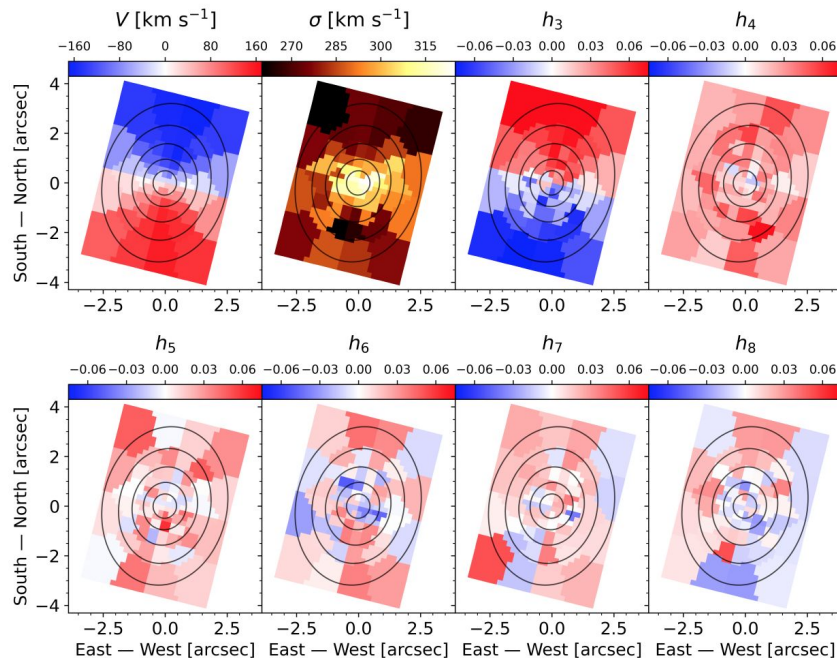 V [km s⁻¹] σ [km s⁻¹] h₃ h₄
−160 −80 0 80 160 270 285 300 315 −0.06 −0.03 0.00 0.03 0.06 −0.06 −0.03 0.00 0.03 0.06
4
2
0
−2
−4
South — North [arcsec]
−2.5 0.0 2.5 −2.5 0.0 2.5 −2.5 0.0 2.5 −2.5 0.0 2.5
h₅ h₆ h₇ h₈
−0.06 −0.03 0.00 0.03 0.06 −0.06 −0.03 0.00 0.03 0.06 −0.06 −0.03 0.00 0.03 0.06 −0.06 −0.03 0.00 0.03 0.06
4
2
0
−2
−4
South — North [arcsec]
−2.5 0.0 2.5 −2.5 0.0 2.5 −2.5 0.0 2.5 −2.5 0.0 2.5
East — West [arcsec] East — West [arcsec] East — West [arcsec] East — West [arcsec]